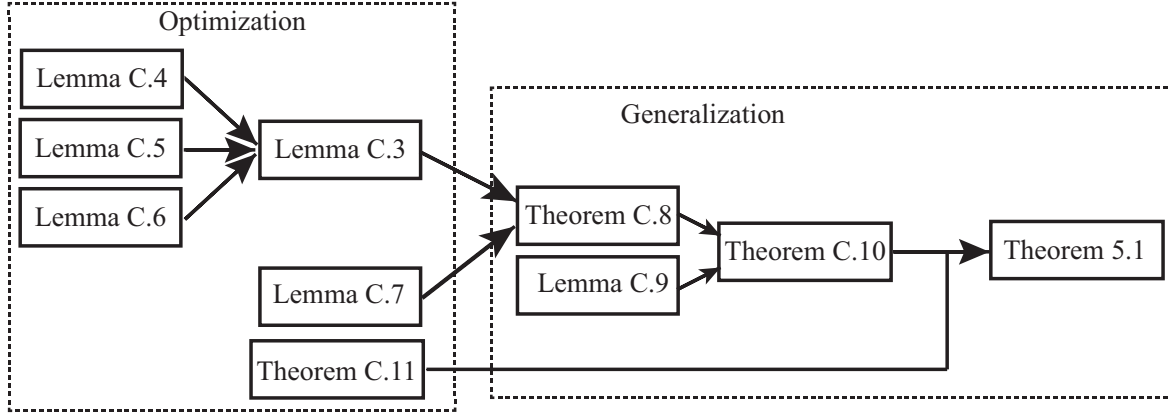 Optimization
Lemma C.4
Lemma C.5
Lemma C.6
Lemma C.3
Lemma C.7
Theorem C.11
Generalization
Theorem C.8
Lemma C.9
Theorem C.10
Theorem 5.1